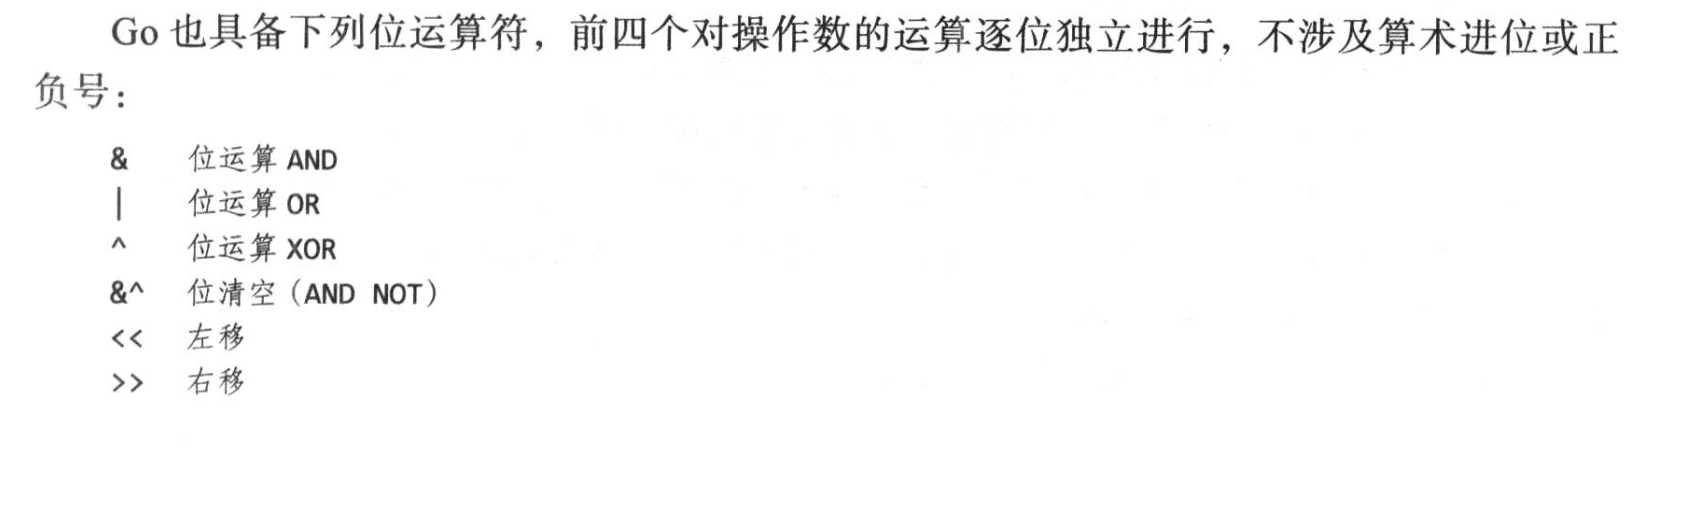 Go 也具备下列位运算符，前四个对操作数的运算逐位独立进行，不涉及算术进位或正
负号：
& 位运算 AND
| 位运算 OR
^ 位运算 XOR
&^ 位清空（AND NOT）
<< 左移
>> 右移